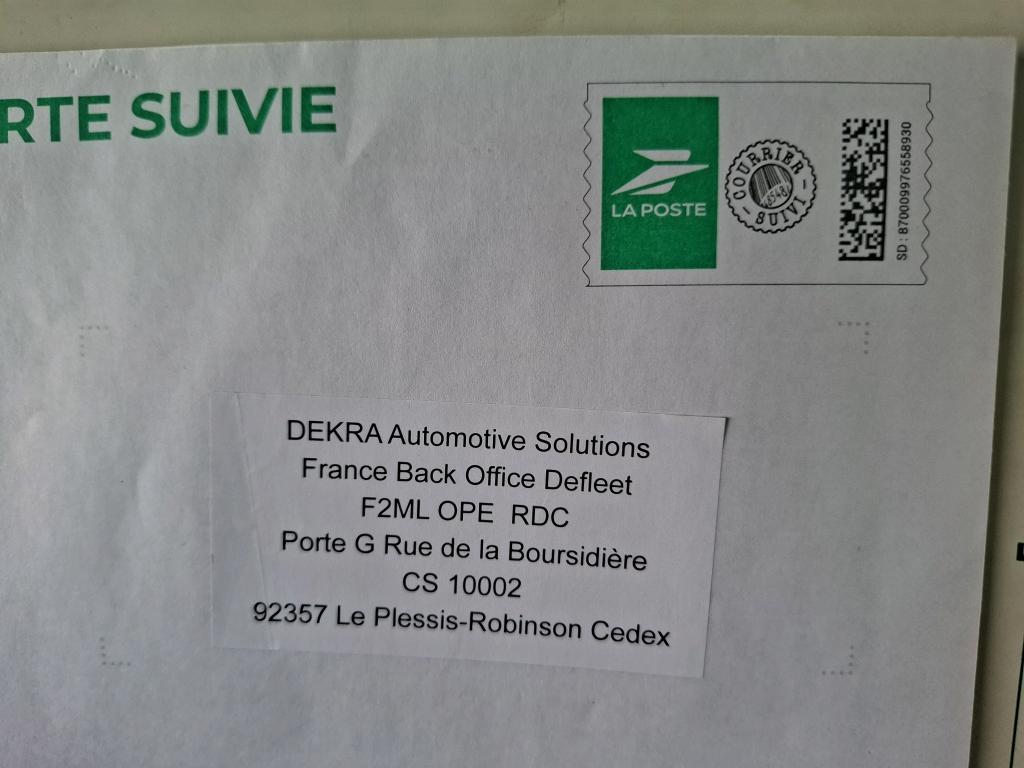 RTE SUIVIE
LA POSTE
COURRIER
SUIVI
SD : 8700099976558930
DEKRA Automotive Solutions
France Back Office Defleet
F2ML OPE RDC
Porte G Rue de la Boursidière
CS 10002
92357 Le Plessis-Robinson Cedex